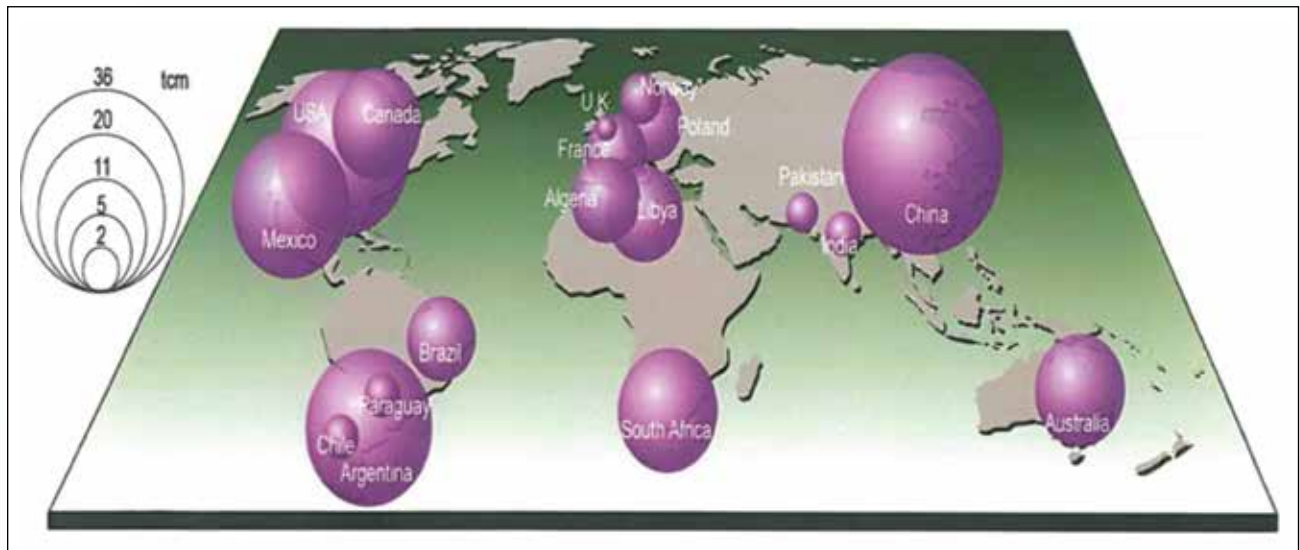 36 tcm
20
11
5
2
USA
Canada
Mexico
Brazil
Paraguay
Chile
Argentina
Norway
U.K.
Poland
France
Algeria
Libya
South Africa
Pakistan
India
China
Australia